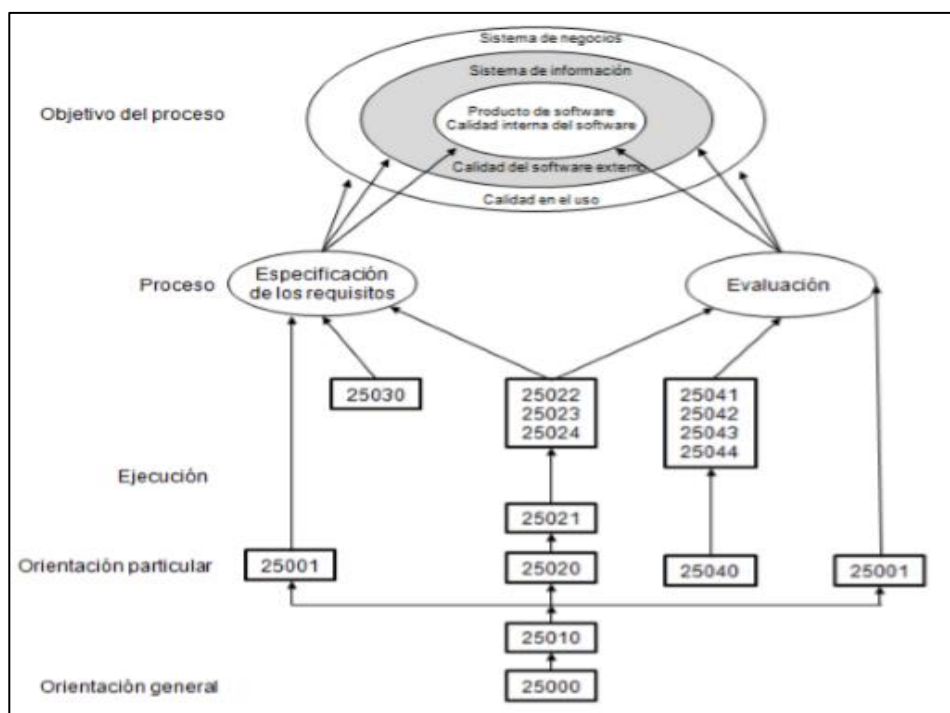 Sistema de negocios
Sistema de información
Objetivo del proceso
Producto de software
Calidad interna del software
Calidad del software externo
Calidad en el uso
Proceso
Especificación
de los requisitos
Evaluación
25030
25022
25023
25024
25041
25042
25043
25044
Ejecución
25021
Orientación particular
25001
25020
25040
25001
25010
Orientación general
25000